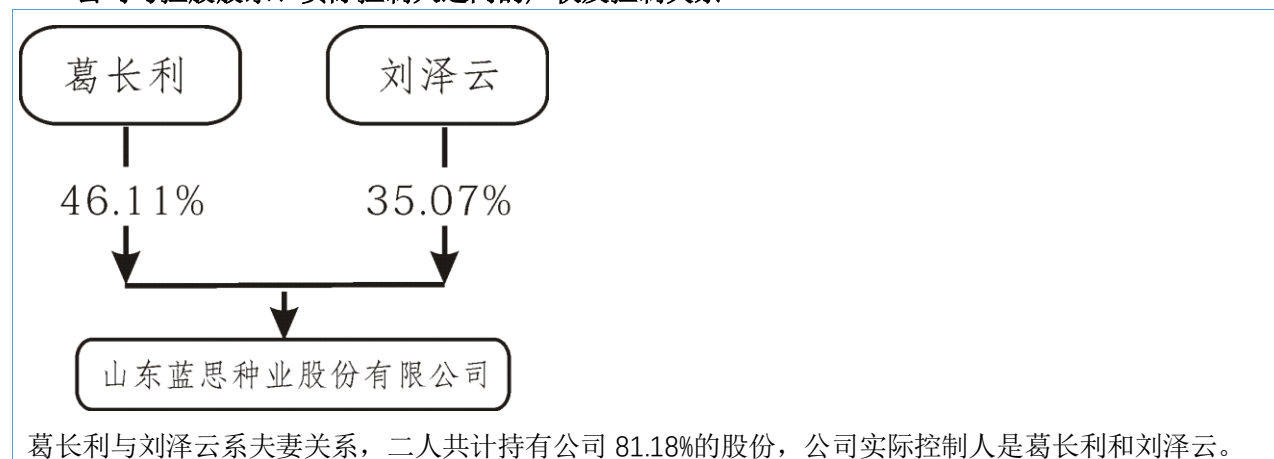 葛长利 刘泽云
46.11% 35.07%
山东蓝思种业股份有限公司
葛长利与刘泽云系夫妻关系，二人共计持有公司 81.18%的股份，公司实际控制人是葛长利和刘泽云。